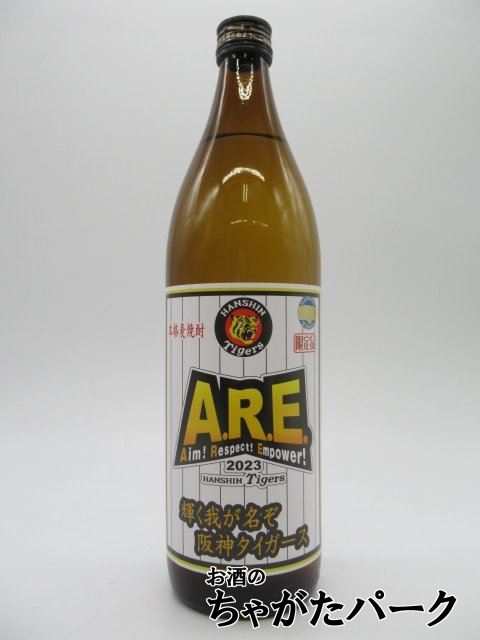 HANSHIN
Tigers
本格麦焼酎
限定品
A.R.E.
Aim! Respect! Empower!
2023
HANSHIN Tigers
輝く我が名ぞ
阪神タイガース
お酒の
ちゃがたパーク